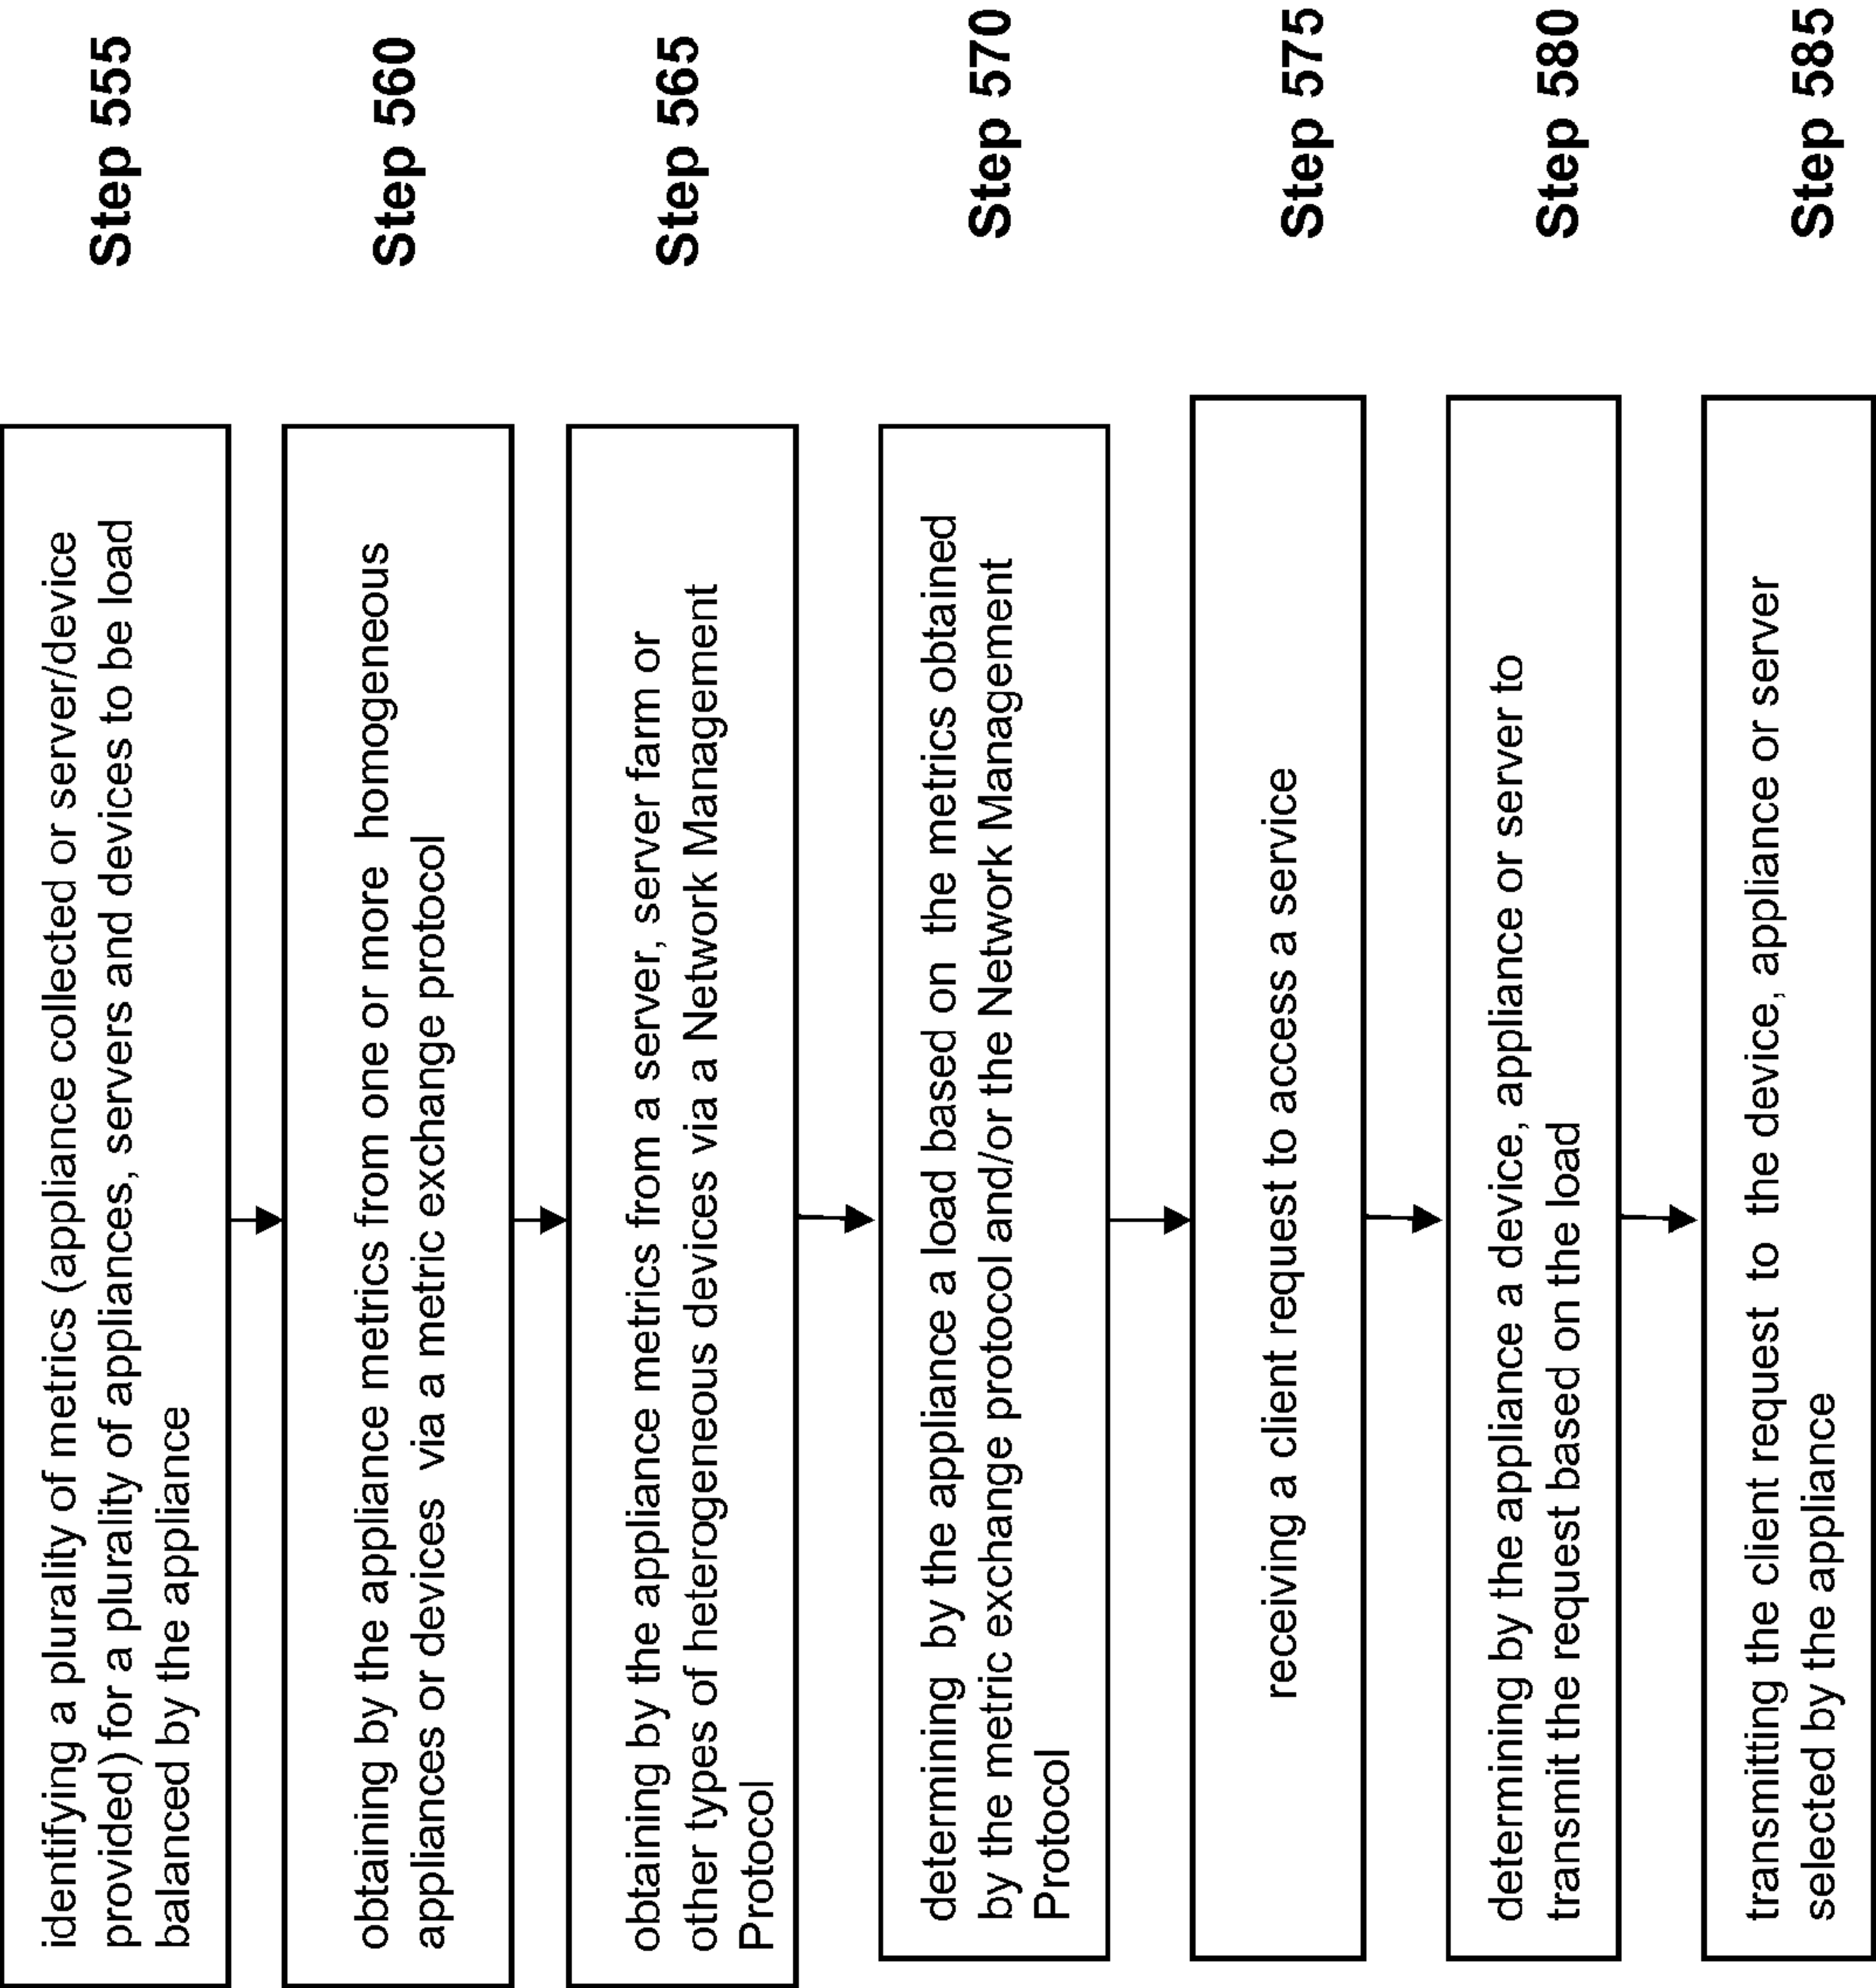 identifying a plurality of metrics (appliance collected or server/device
provided) for a plurality of appliances, servers and devices to be load
balanced by the appliance
Step 555
obtaining by the appliance metrics from one or more homogeneous
appliances or devices via a metric exchange protocol
Step 560
obtaining by the appliance metrics from a server, server farm or
other types of heterogeneous devices via a Network Management
Protocol
Step 565
determining by the appliance a load based on the metrics obtained
by the metric exchange protocol and/or the Network Management
Protocol
Step 570
receiving a client request to access a service
Step 575
determining by the appliance a device, appliance or server to
transmit the request based on the load
Step 580
transmitting the client request to the device, appliance or server
selected by the appliance
Step 585